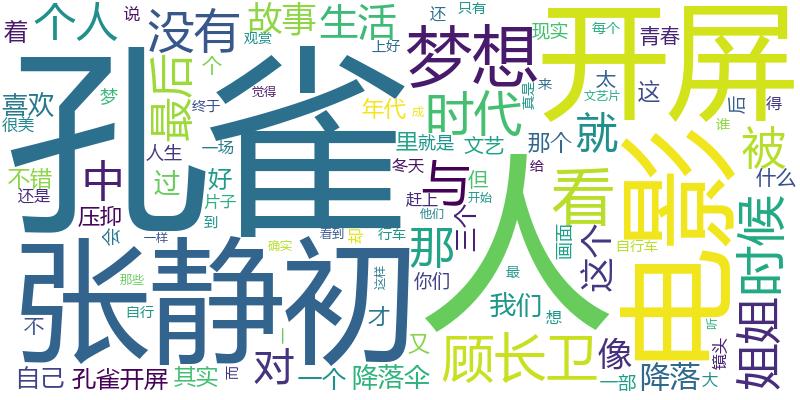 着
个人
说
没有
故事
生活
还
只有
上好
现实
每个
青春
开屏
孔雀
梦想
观赏
最后
个
喜欢
很美
梦
终于
觉得
年代
成
时代
真是
来
文艺片
太
这
后
得
谁
人生
一场
里
就是
文艺
那个
就
被
不错
还是
中
过
好
片子
到
冬天
与
但
给
看
电影
什么
压抑
会
一样
看到
却
赶上
他们
开始
三个
人
画面
这个
自行车
时候
姐姐
张静初
那些
确实
行车
这样
那
你们
最
不
自行
一
才
我们
想
听
镜头
自己
孔雀开屏
其实
而
对
一个
降落伞
又
顾长卫
像
一部
降落
大